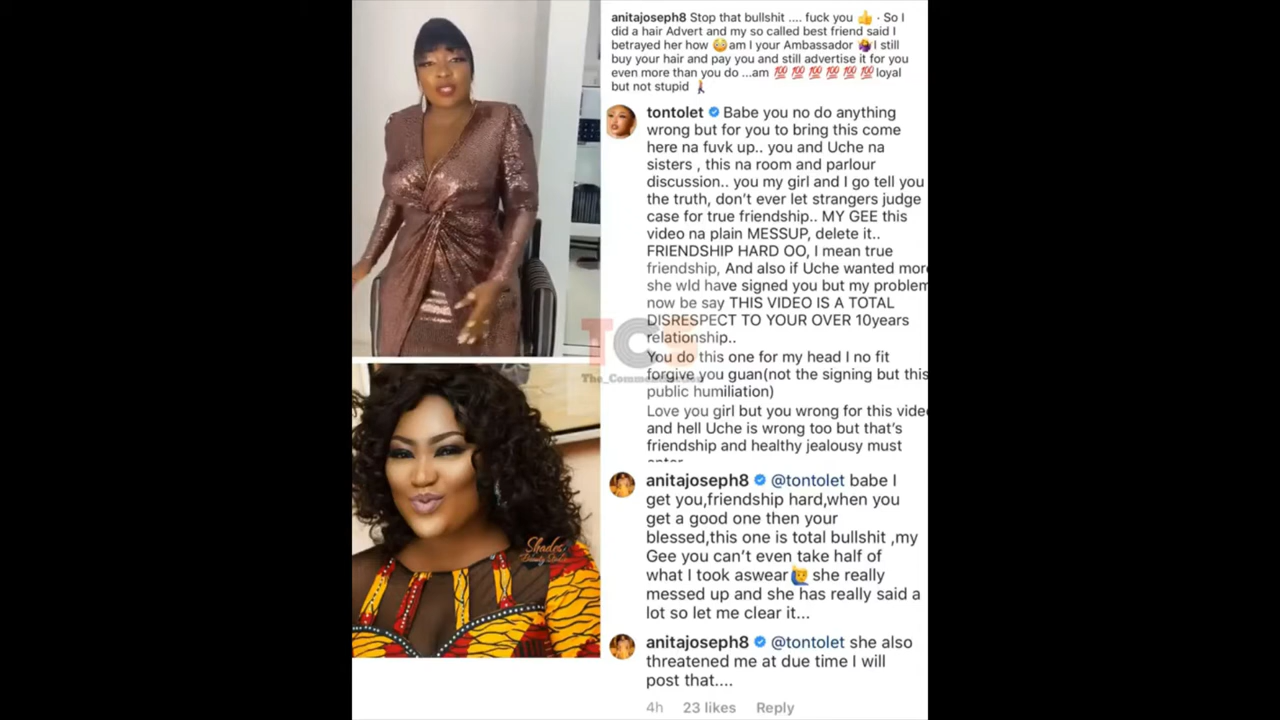 anitajoseph8 Stop that bullshit .... fuck you 👍 · So I
did a hair Advert and my so called best friend said I
betrayed her how 😳am I your Ambassador 🤷‍♀️I still
buy your hair and pay you and still advertise it for you
even more than you do ...am 💯 💯 💯 💯 💯 💯loyal
but not stupid 🚶‍♀️
tontolet Babe you no do anything
wrong but for you to bring this come
here na fuvk up.. you and Uche na
sisters , this na room and parlour
discussion.. you my girl and I go tell you
the truth, don't ever let strangers judge
case for true friendship.. MY GEE this
video na plain MESSUP, delete it..
FRIENDSHIP HARD OO, I mean true
friendship, And also if Uche wanted more
she wld have signed you but my problem
now be say THIS VIDEO IS A TOTAL
DISRESPECT TO YOUR OVER 10years
relationship..
You do this one for my head I no fit
forgive you guan(not the signing but this
public humiliation)
Love you girl but you wrong for this video
and hell Uche is wrong too but that's
friendship and healthy jealousy must
TCS
anitajoseph8 @tontolet babe I
get you,friendship hard,when you
get a good one then your
blessed,this one is total bullshit ,my
Gee you can't even take half of
what I took aswear🙋‍♂️ she really
messed up and she has really said a
lot so let me clear it...
anitajoseph8 @tontolet she also
threatened me at due time I will
post that....
4h 23 likes Reply
Shades